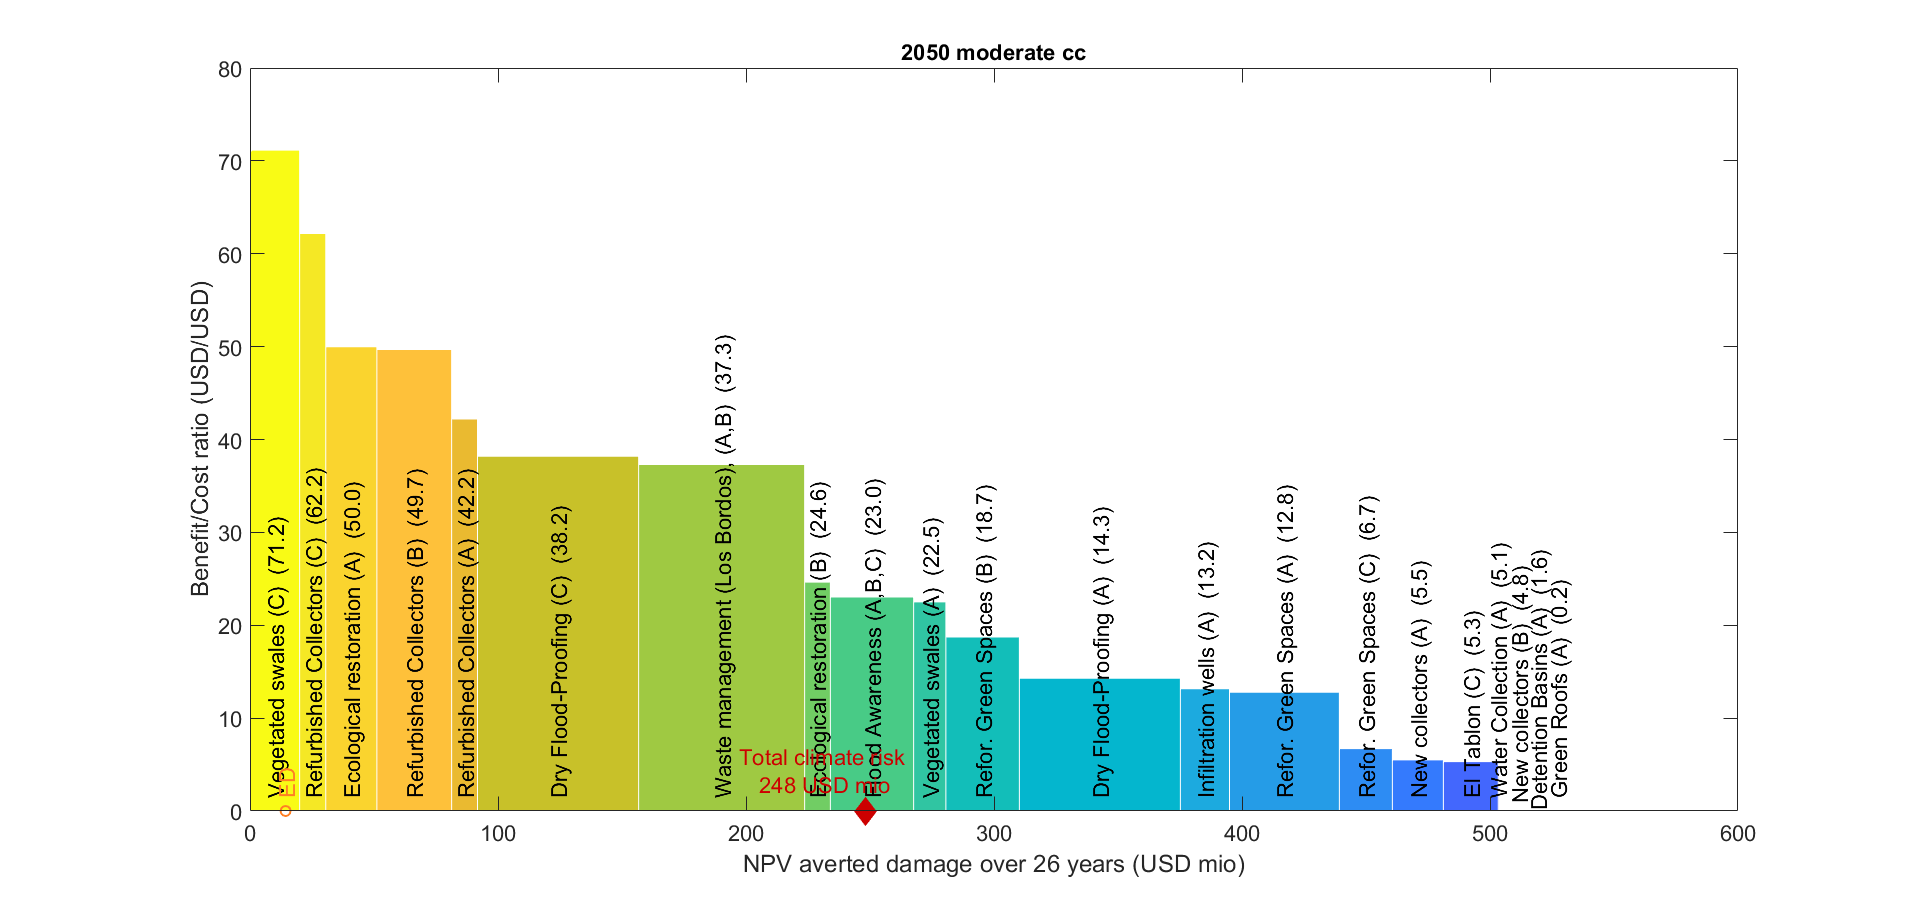 2050 moderate cc
80
70
60
50
40
30
20
10
0
Benefit/Cost ratio (USD/USD)
Vegetated swales (C) (71.2)
Refurbished Collectors (C) (62.2)
Ecological restoration (A) (50.0)
Refurbished Collectors (B) (49.7)
Refurbished Collectors (A) (42.2)
Dry Flood-Proofing (C) (38.2)
Waste management (Los Bordos), (A,B) (37.3)
Ecological restoration (B) (24.6)
Flood Awareness (A,B,C) (23.0)
Vegetated swales (A) (22.5)
Refor. Green Spaces (B) (18.7)
Dry Flood-Proofing (A) (14.3)
Infiltration wells (A) (13.2)
Refor. Green Spaces (A) (12.8)
Refor. Green Spaces (C) (6.7)
New collectors (A) (5.5)
El Tablon (C) (5.3)
Water Collection (A) (5.1)
New collectors (B) (4.8)
Detention Basins (A) (1.6)
Green Roofs (A) (0.2)
ED
Total climate risk
248 USD mio
0 100 200 300 400 500 600
NPV averted damage over 26 years (USD mio)